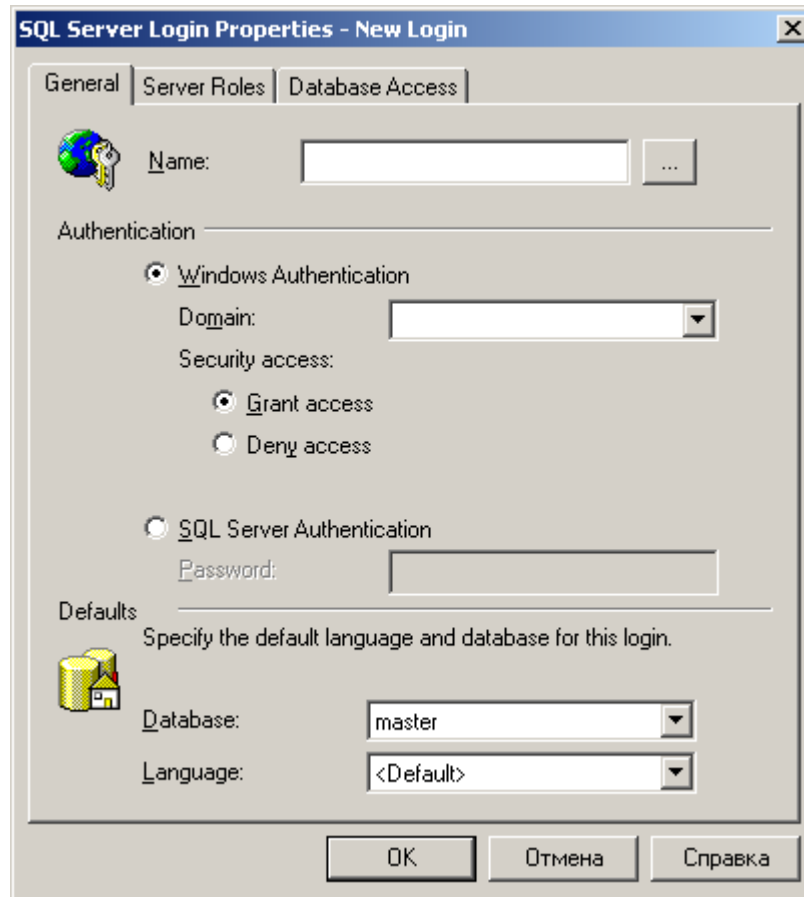 SQL Server Login Properties - New Login
General Server Roles Database Access
Name: ...
Authentication
Windows Authentication
Domain:
Security access:
Grant access
Deny access
SQL Server Authentication
Password:
Defaults
Specify the default language and database for this login.
Database: master
Language: <Default>
OK Отмена Справка